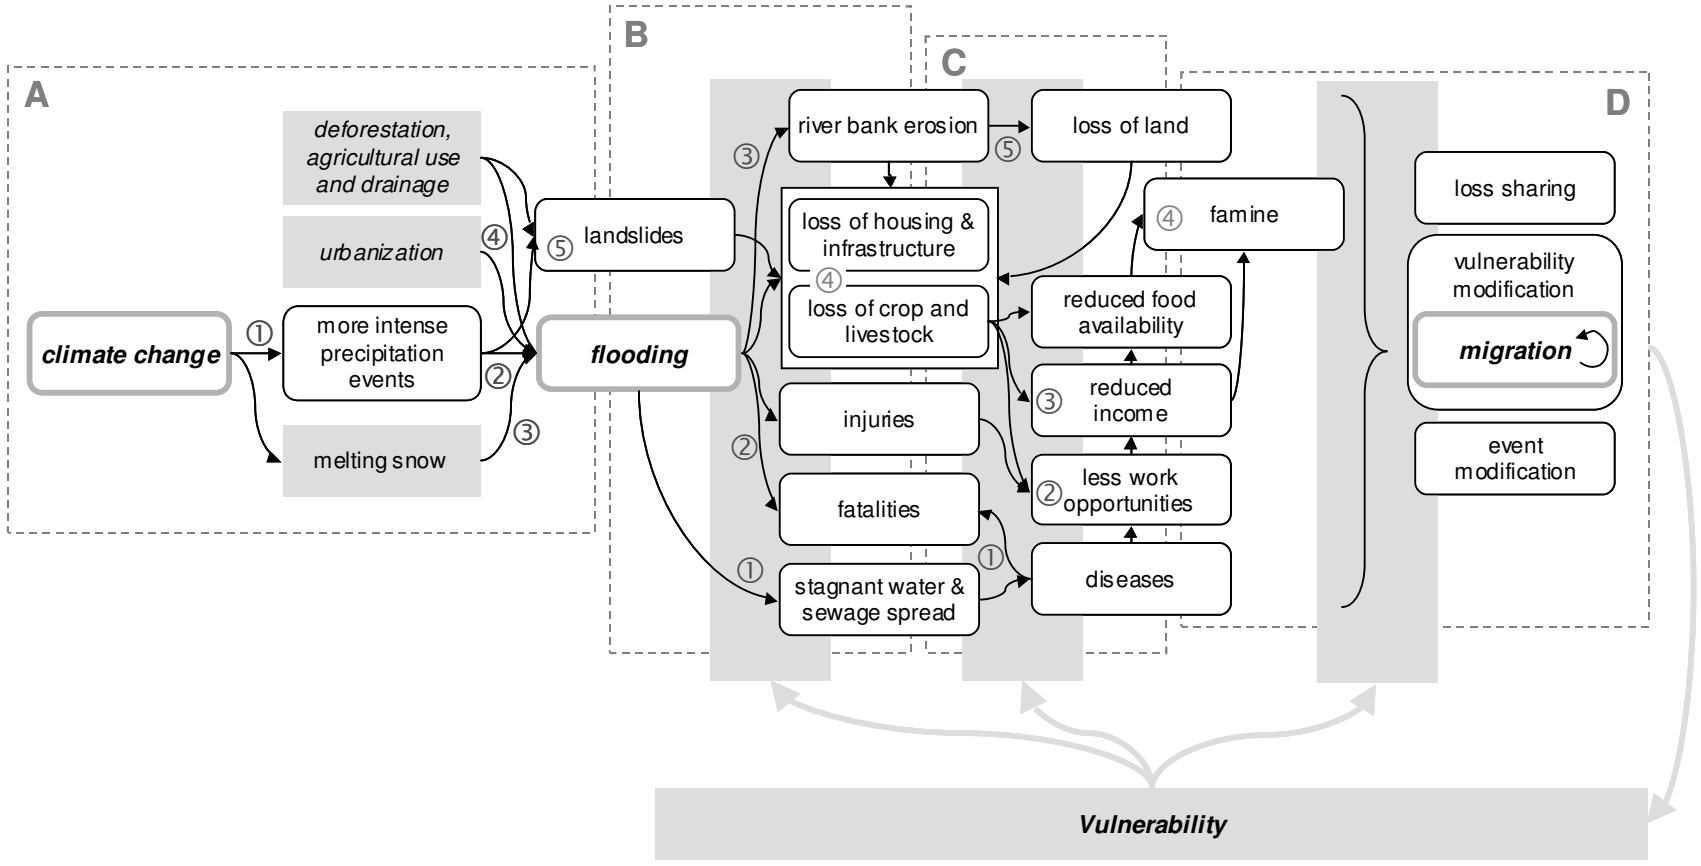 A
deforestation,
agricultural use
and drainage
urbanization
④
⑤
landslides
climate change
①
more intense
precipitation
events
②
flooding
melting snow
③
B
③
river bank erosion
loss of housing &
infrastructure
④
loss of crop and
livestock
injuries
②
fatalities
①
stagnant water &
sewage spread
C
⑤
loss of land
④
famine
reduced food
availability
③
reduced
income
②
less work
opportunities
①
diseases
D
loss sharing
vulnerability
modification
migration
event
modification
Vulnerability